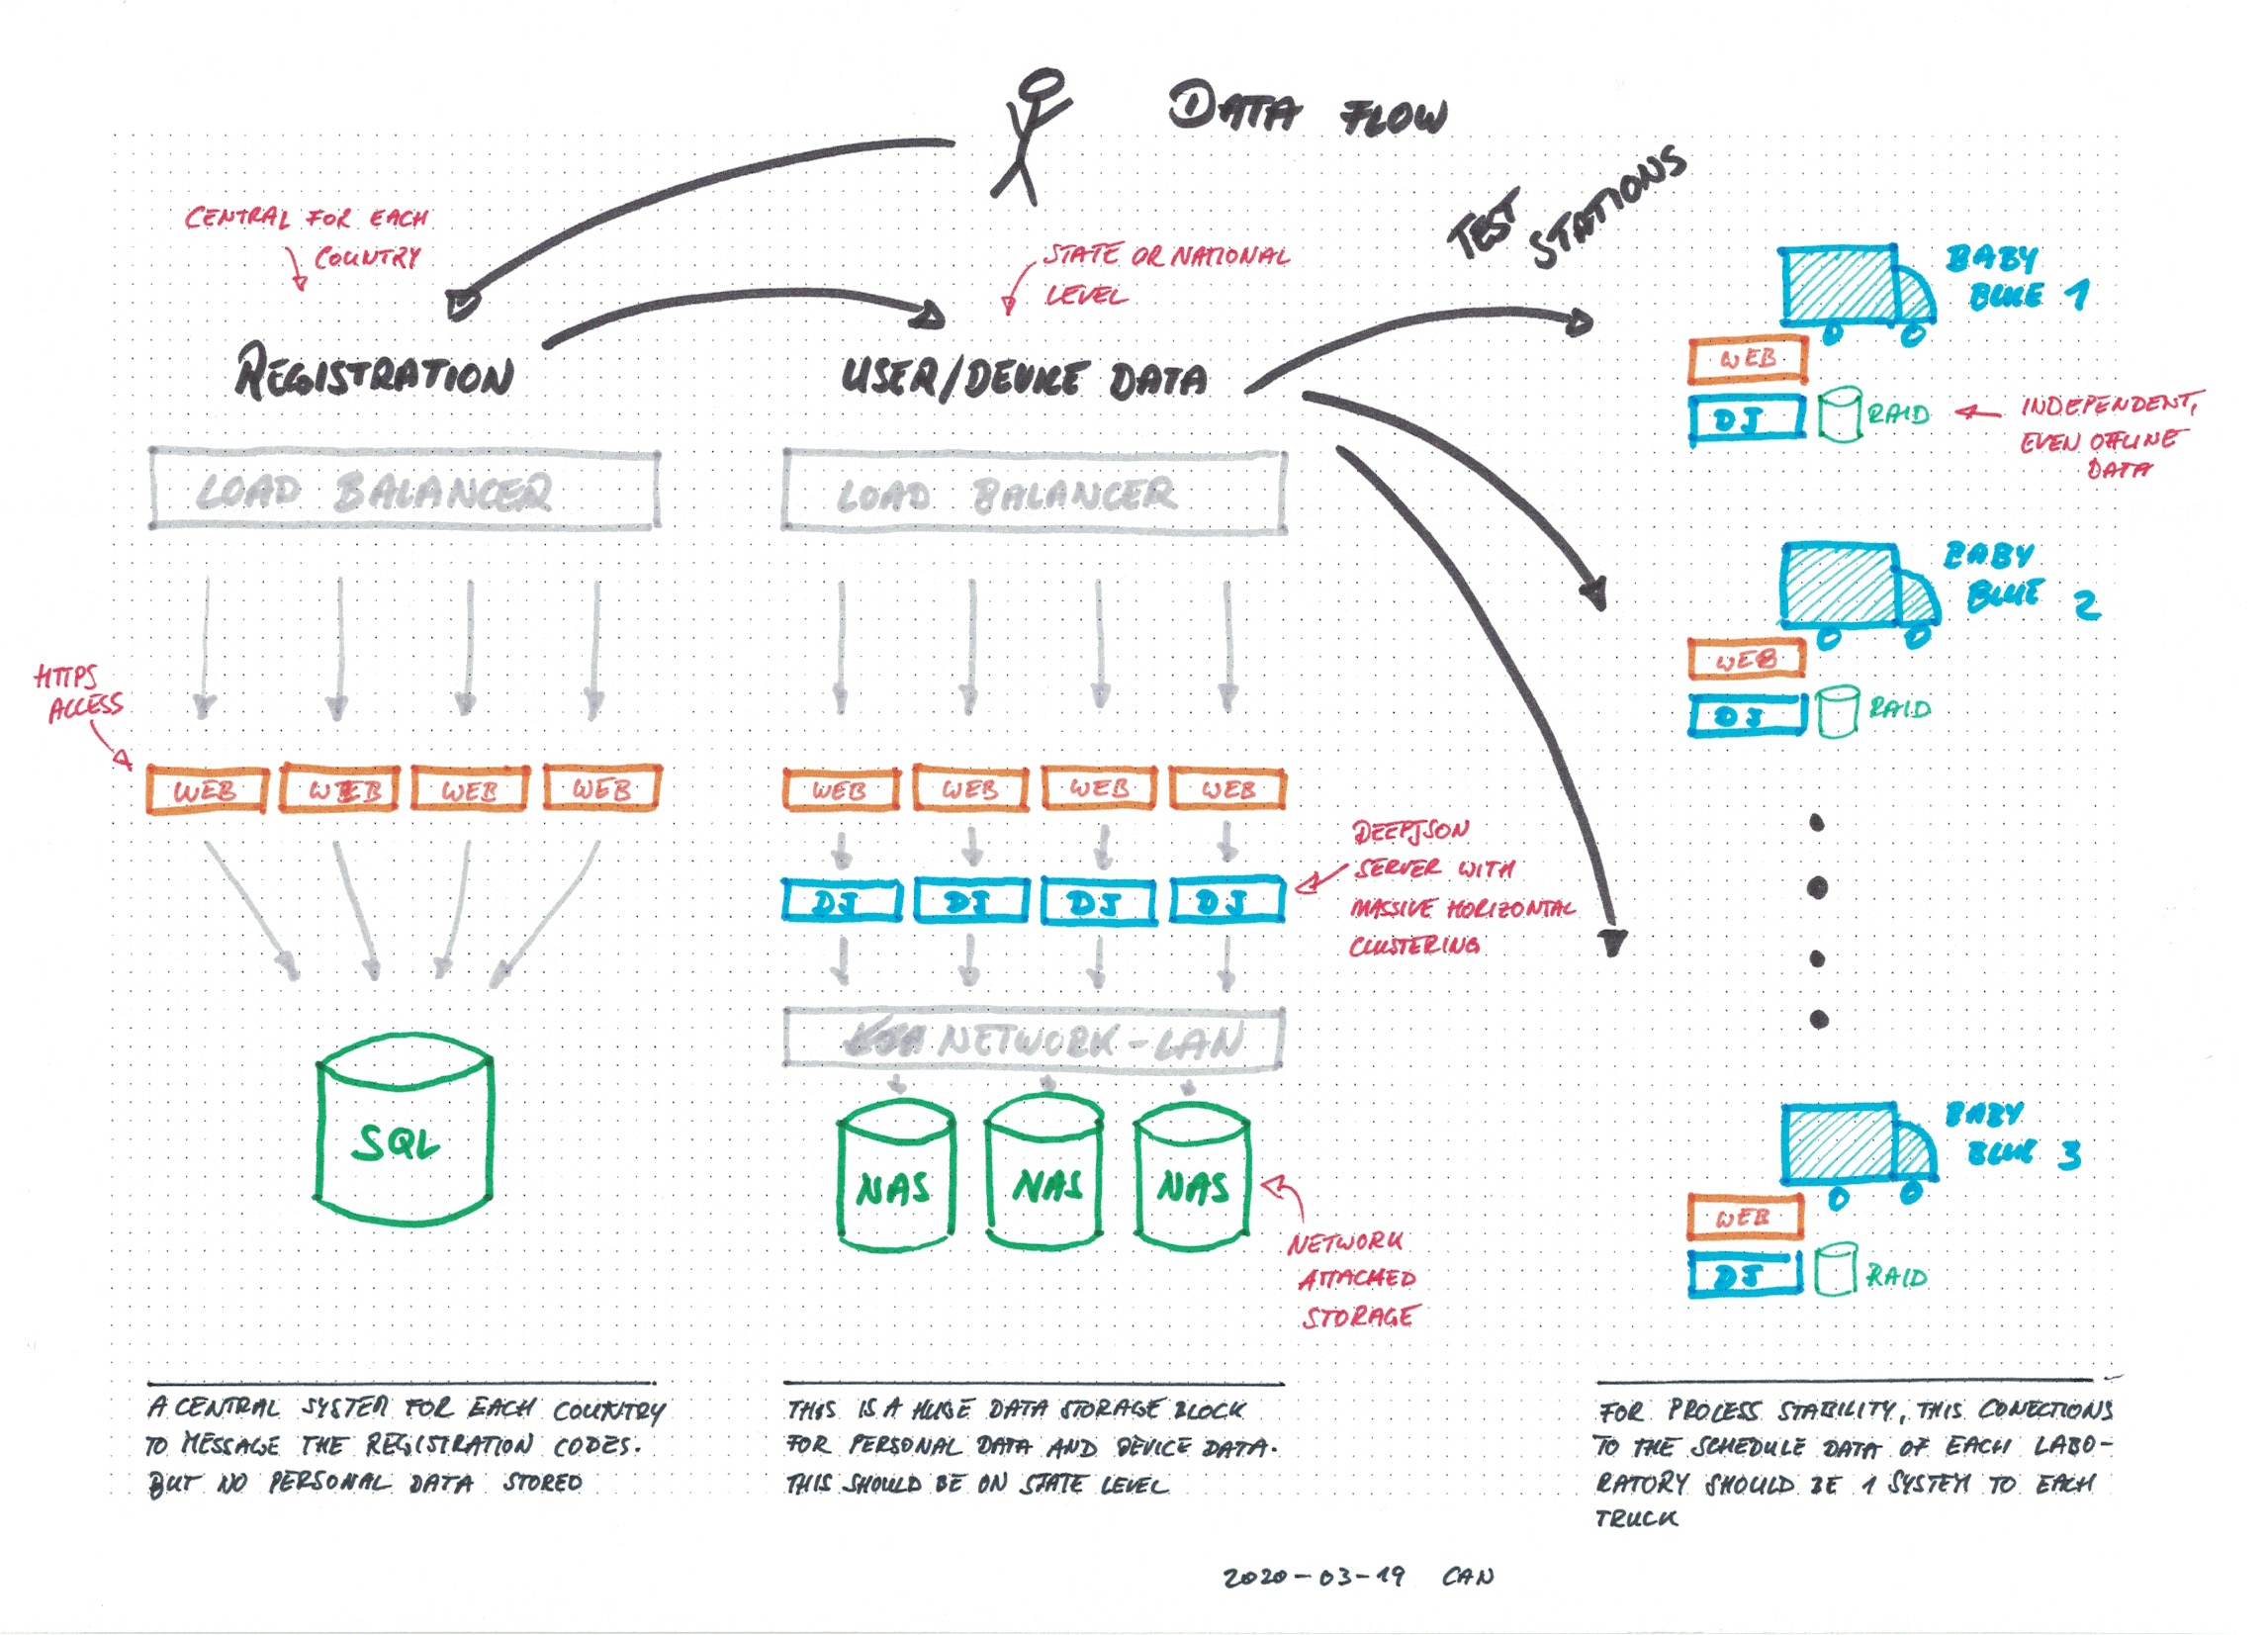 DATA FLOW
TEST
STATIONS
CENTRAL FOR EACH
COUNTRY
STATE OR NATIONAL
LEVEL
REGISTRATION
USER/DEVICE DATA
BABY
BLUE 1
WEB
DJ
RAID
INDEPENDENT,
EVEN OFFLINE
DATA
LOAD BALANCER
LOAD BALANCER
BABY
BLUE 2
WEB
DJ
RAID
HTTPS
ACCESS
WEB WEB WEB WEB
WEB WEB WEB WEB
DJ DJ DJ DJ
DEEPJSON
SERVER WITH
MASSIVE HORIZONTAL
CLUSTERING
NETWORK-LAN
SQL
NAS NAS NAS
NETWORK
ATTACHED
STORAGE
BABY
BLUE 3
WEB
DJ
RAID
A CENTRAL SYSTEM FOR EACH COUNTRY
TO MESSAGE THE REGISTRATION CODES.
BUT NO PERSONAL DATA STORED
THIS IS A HUGE DATA STORAGE BLOCK
FOR PERSONAL DATA AND DEVICE DATA.
THIS SHOULD BE ON STATE LEVEL
FOR PROCESS STABILITY, THIS CONECTIONS
TO THE SCHEDULE DATA OF EACH LABO-
RATORY SHOULD BE 1 SYSTEM TO EACH
TRUCK
2020-03-19 CAN